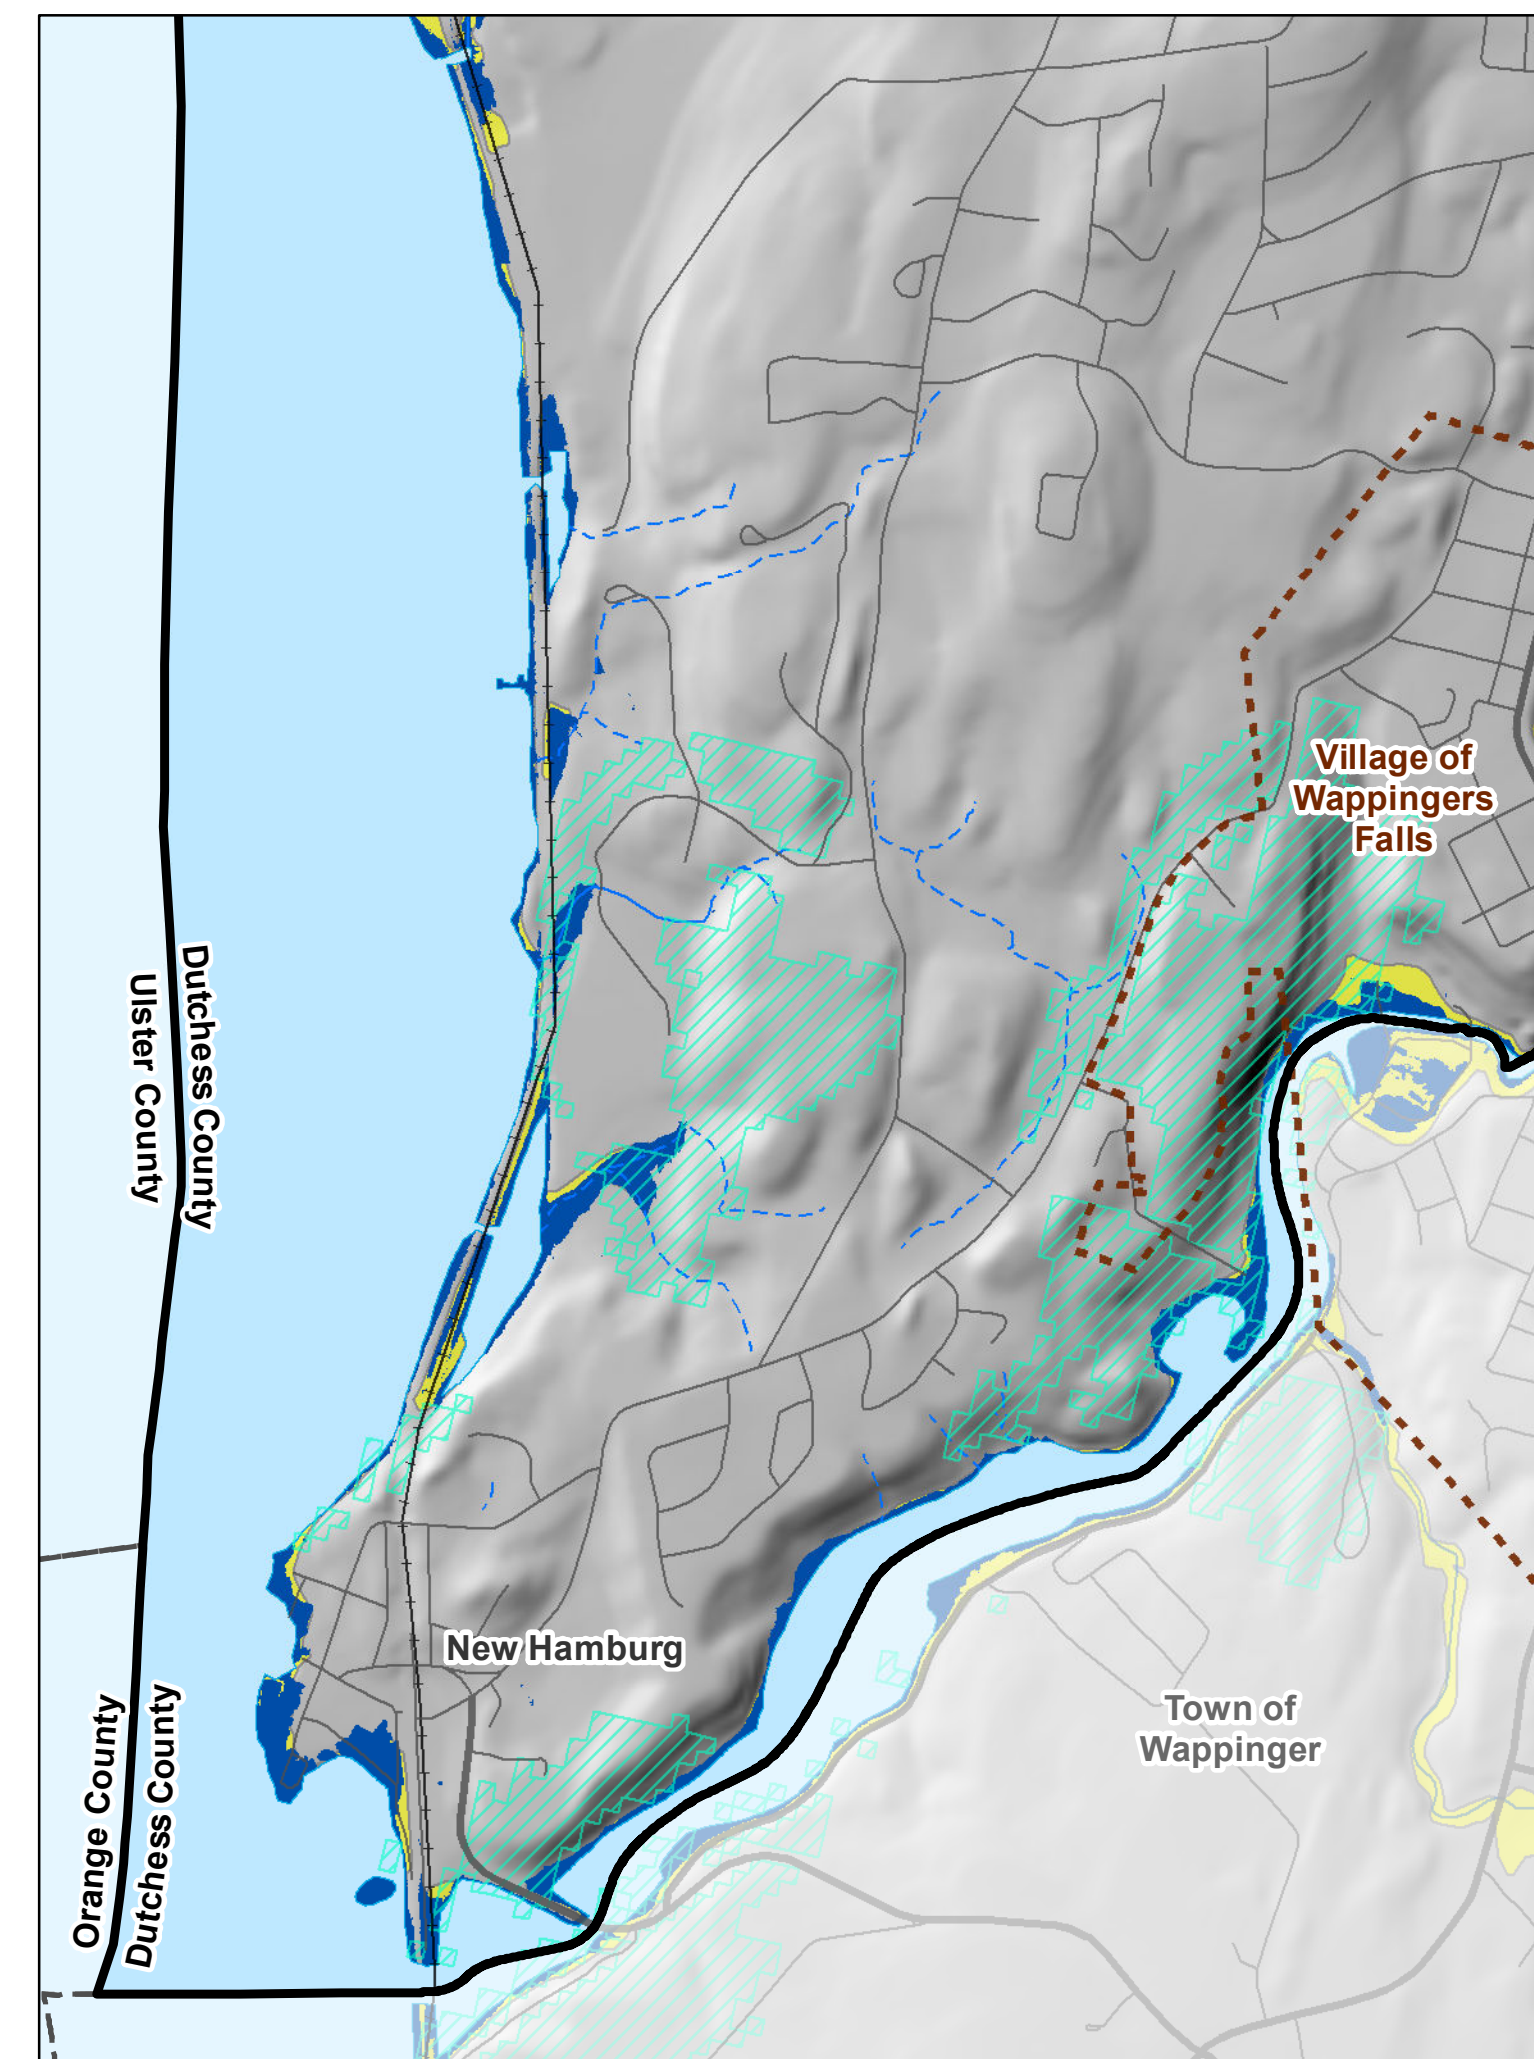 Village of
Wappingers
Falls
Dutchess County
Ulster County
New Hamburg
Town of
Wappinger
Orange County
Dutchess County